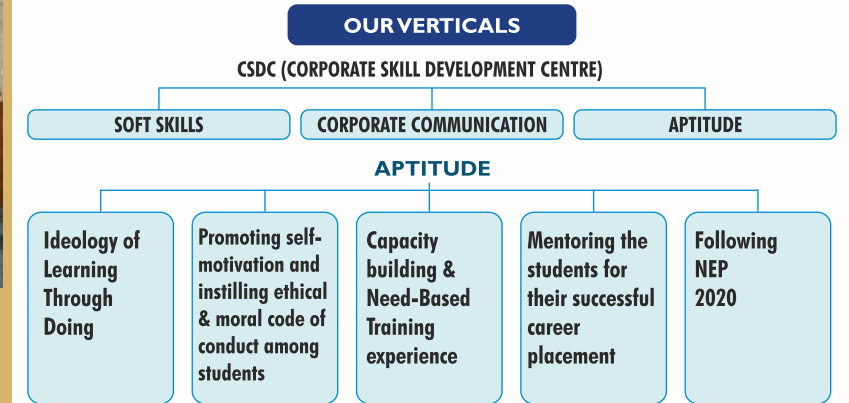 OUR VERTICALS
CSDC (CORPORATE SKILL DEVELOPMENT CENTRE)
SOFT SKILLS
CORPORATE COMMUNICATION
APTITUDE
APTITUDE
Ideology of
Learning
Through
Doing
Promoting self-
motivation and
instilling ethical
& moral code of
conduct among
students
Capacity
building &
Need-Based
Training
experience
Mentoring the
students for
their successful
career
placement
Following
NEP
2020